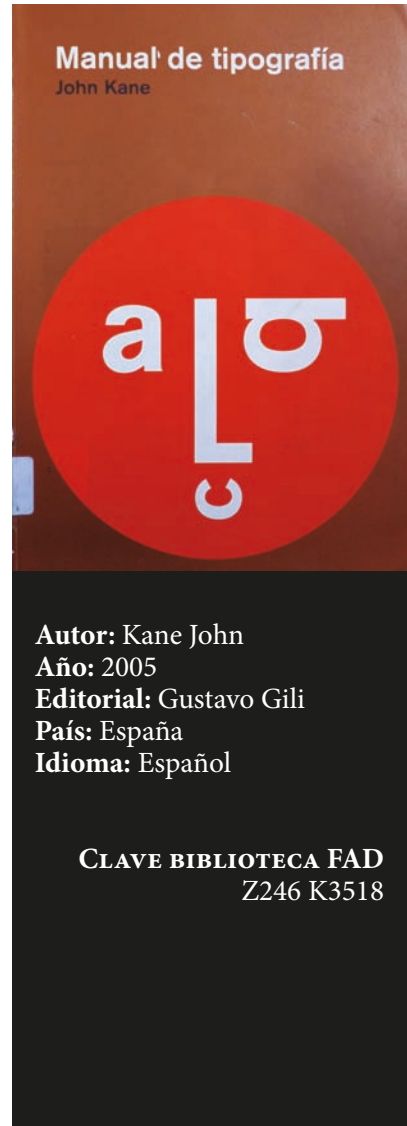 Manual de tipografía
John Kane
a L b
c
Autor: Kane John
Año: 2005
Editorial: Gustavo Gili
País: España
Idioma: Español
Clave biblioteca FAD
Z246 K3518